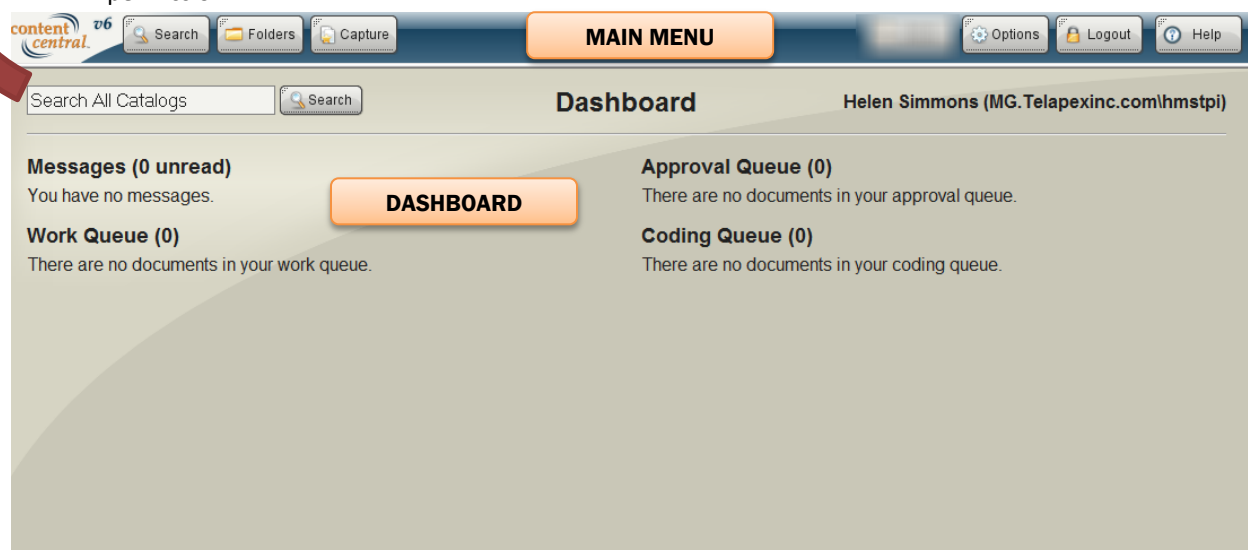 content central. v6 Search Folders Capture MAIN MENU Options Logout Help
Search All Catalogs Search Dashboard Helen Simmons (MG.Telapexinc.com\hmstpi)
Messages (0 unread) Approval Queue (0)
You have no messages. DASHBOARD There are no documents in your approval queue.
Work Queue (0) Coding Queue (0)
There are no documents in your work queue. There are no documents in your coding queue.